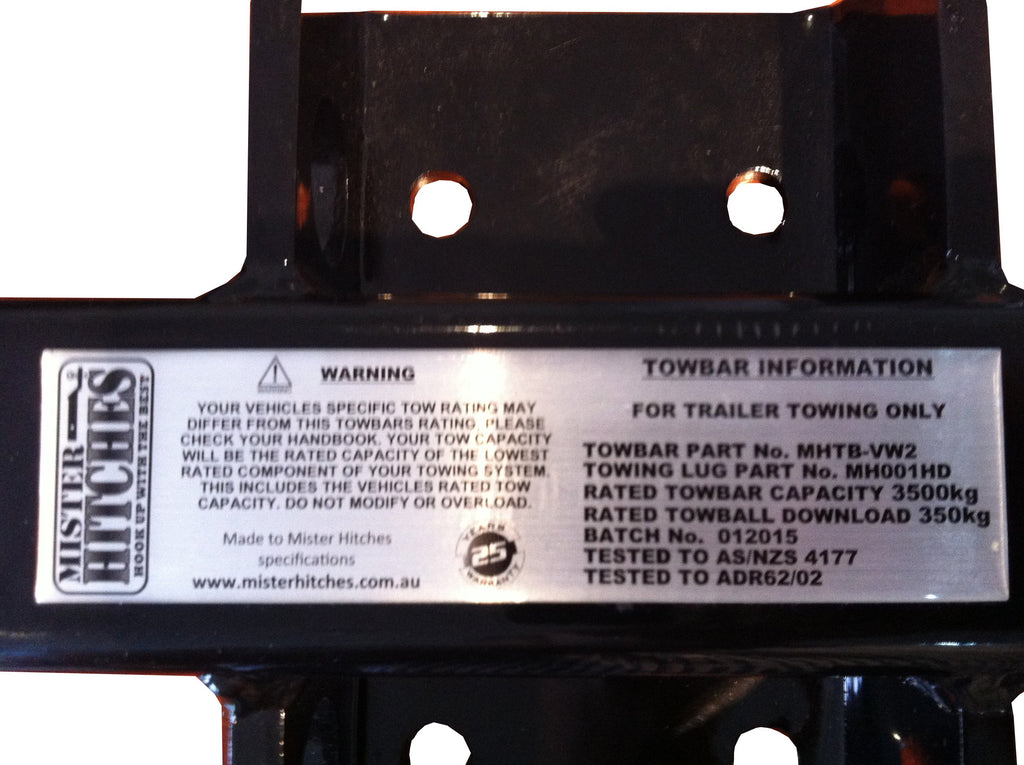 MISTER
HITCHES
HOOK UP WITH THE BEST
WARNING
YOUR VEHICLES SPECIFIC TOW RATING MAY
DIFFER FROM THIS TOWBARS RATING, PLEASE
CHECK YOUR HANDBOOK. YOUR TOW CAPACITY
WILL BE THE RATED CAPACITY OF THE LOWEST
RATED COMPONENT OF YOUR TOWING SYSTEM.
THIS INCLUDES THE VEHICLES RATED TOW
CAPACITY. DO NOT MODIFY OR OVERLOAD.
Made to Mister Hitches
specifications
www.misterhitches.com.au
YEARS
25
WARRANTY
TOWBAR INFORMATION
FOR TRAILER TOWING ONLY
TOWBAR PART No. MHTB-VW2
TOWING LUG PART No. MH001HD
RATED TOWBAR CAPACITY 3500kg
RATED TOWBALL DOWNLOAD 350kg
BATCH No. 012015
TESTED TO AS/NZS 4177
TESTED TO ADR62/02